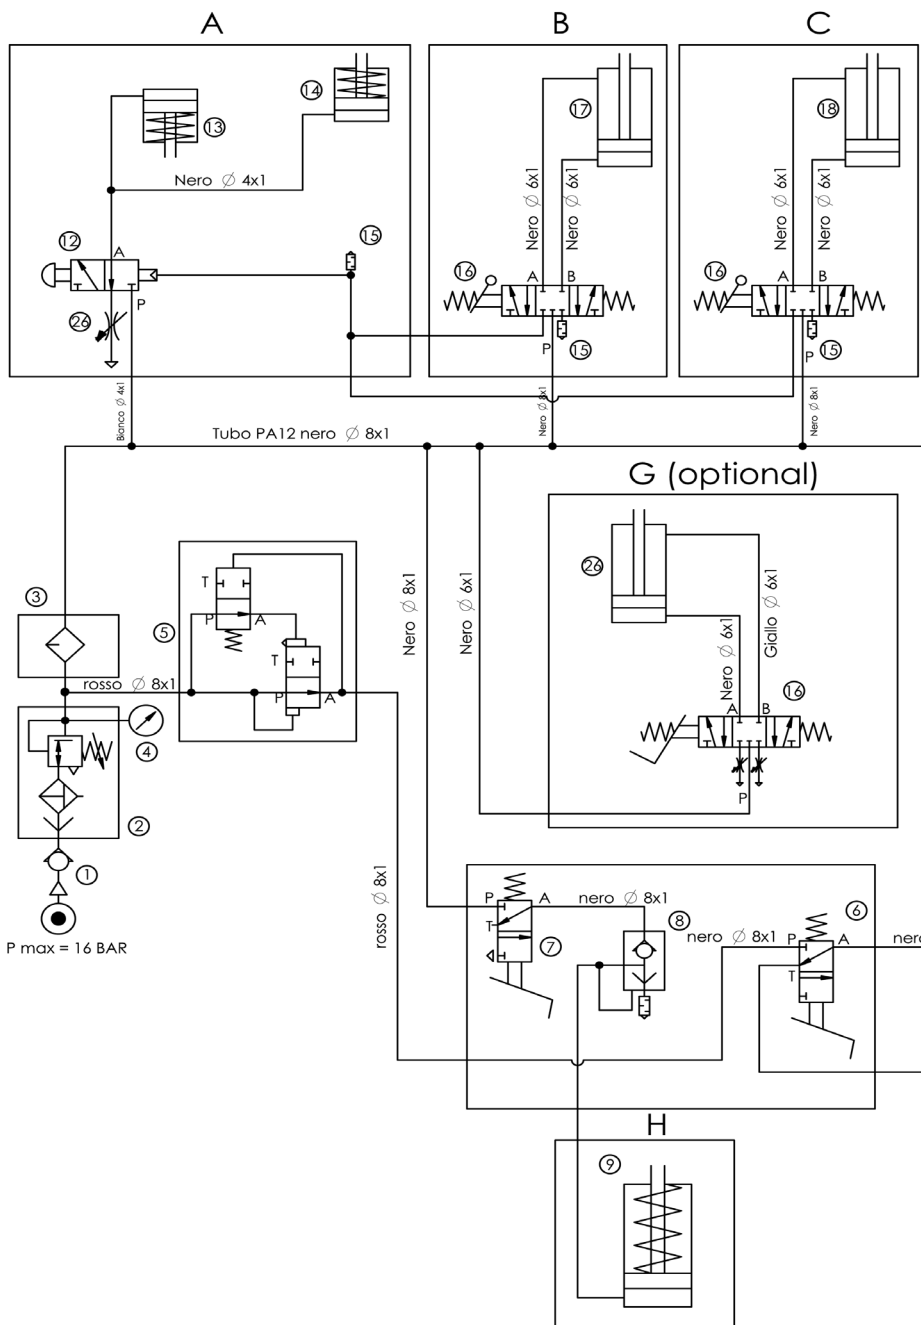 A
B
C
14
13
17
18
Nero Ø 4x1
Nero Ø 6x1
Nero Ø 6x1
Nero Ø 6x1
Nero Ø 6x1
12
A
15
16
A
B
16
A
B
P
26
P
15
P
15
Bianco Ø 4x1
Nero Ø 8x1
Nero Ø 8x1
Tubo PA12 nero Ø 8x1
G (optional)
26
Nero Ø 8x1
Nero Ø 6x1
Nero Ø 6x1
Giallo Ø 6x1
3
5
T
P
A
T
P
A
rosso Ø 8x1
A
B
16
P
4
2
1
P max = 16 BAR
rosso Ø 8x1
P
A
T
7
nero Ø 8x1
8
nero Ø 8x1
6
P
A
T
nero
H
9